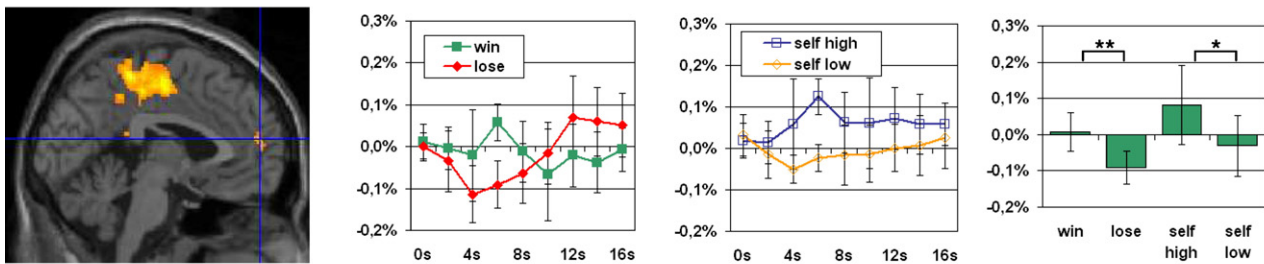 0,3%
0,2%
0,1%
0,0%
-0,1%
-0,2%
win
lose
0s 4s 8s 12s 16s
0,3%
0,2%
0,1%
0,0%
-0,1%
-0,2%
self high
self low
0s 4s 8s 12s 16s
0,3%
0,2%
0,1%
0,0%
-0,1%
-0,2%
** *
win lose self high self low